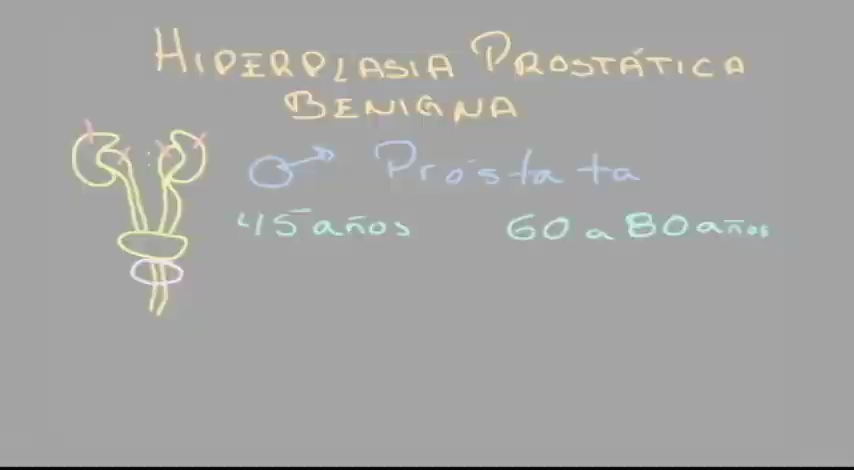 HIPERPLASIA PROSTÁTICA
BENIGNA
Próstata
45 años 60 a 80 años